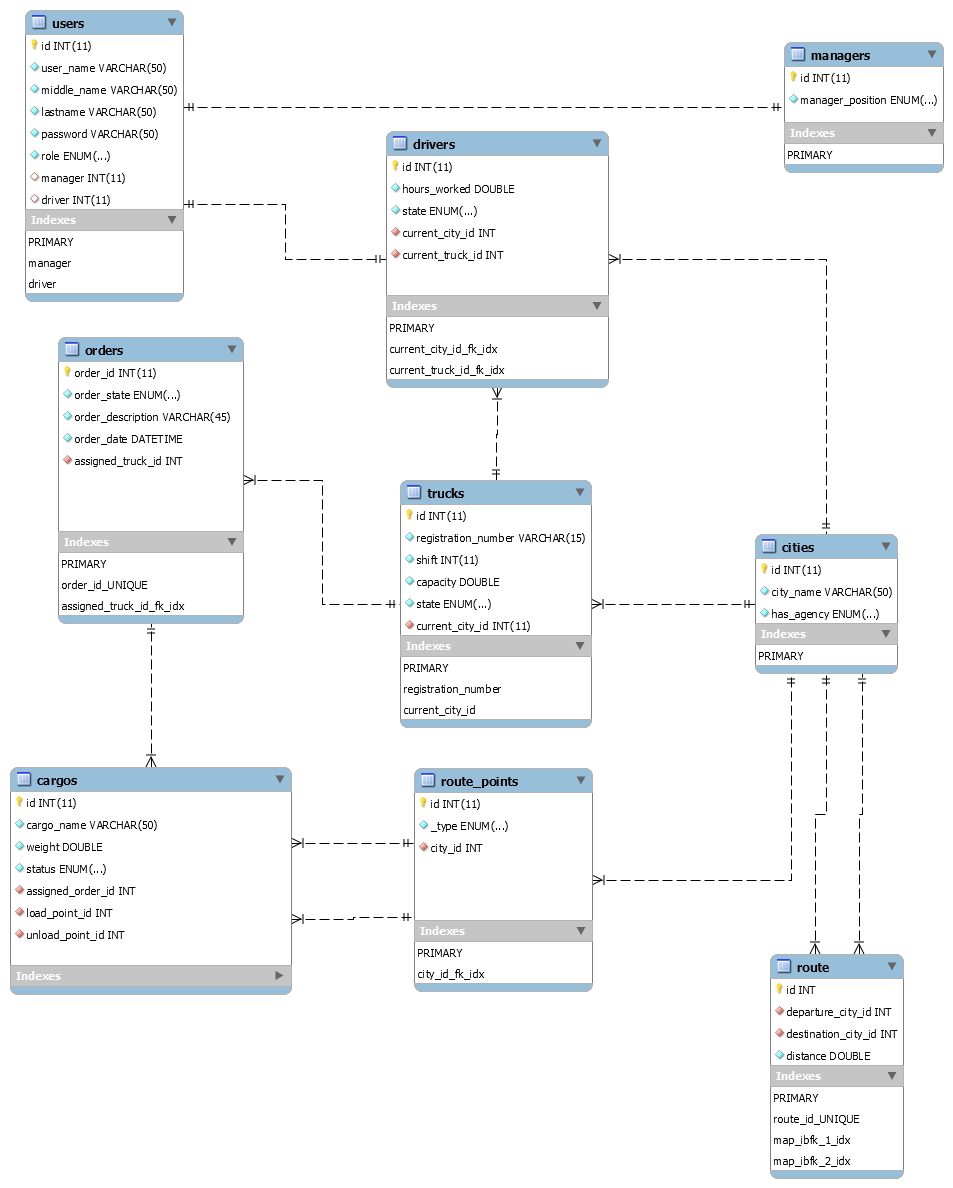 users
id INT(11)
user_name VARCHAR(50)
middle_name VARCHAR(50)
lastname VARCHAR(50)
password VARCHAR(50)
role ENUM(...)
manager INT(11)
driver INT(11)
Indexes
PRIMARY
manager
driver
managers
id INT(11)
manager_position ENUM(...)
Indexes
PRIMARY
drivers
id INT(11)
hours_worked DOUBLE
state ENUM(...)
current_city_id INT
current_truck_id INT
Indexes
PRIMARY
current_city_id_fk_idx
current_truck_id_fk_idx
orders
order_id INT(11)
order_state ENUM(...)
order_description VARCHAR(45)
order_date DATETIME
assigned_truck_id INT
Indexes
PRIMARY
order_id_UNIQUE
assigned_truck_id_fk_idx
trucks
id INT(11)
registration_number VARCHAR(15)
shift INT(11)
capacity DOUBLE
state ENUM(...)
current_city_id INT(11)
Indexes
PRIMARY
registration_number
current_city_id
cities
id INT(11)
city_name VARCHAR(50)
has_agency ENUM(...)
Indexes
PRIMARY
cargos
id INT(11)
cargo_name VARCHAR(50)
weight DOUBLE
status ENUM(...)
assigned_order_id INT
load_point_id INT
unload_point_id INT
Indexes
route_points
id INT(11)
_type ENUM(...)
city_id INT
Indexes
PRIMARY
city_id_fk_idx
route
id INT
departure_city_id INT
destination_city_id INT
distance DOUBLE
Indexes
PRIMARY
route_id_UNIQUE
map_ibfk_1_idx
map_ibfk_2_idx